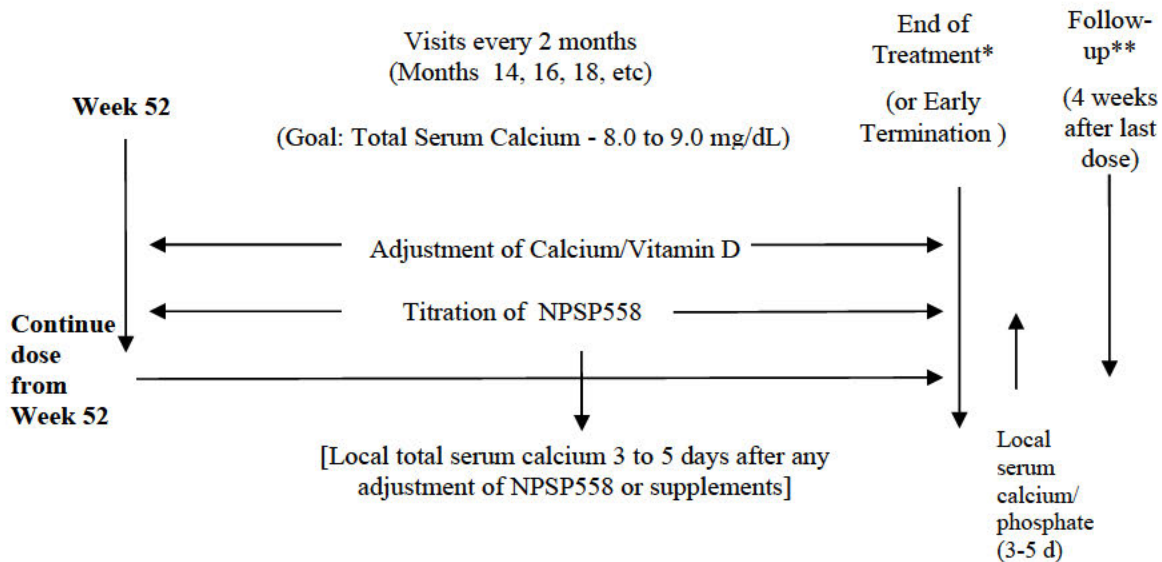 Visits every 2 months
(Months 14, 16, 18, etc)
(Goal: Total Serum Calcium - 8.0 to 9.0 mg/dL)
End of
Treatment*
(or Early
Termination )
Follow-
up**
(4 weeks
after last
dose)
Week 52
Adjustment of Calcium/Vitamin D
Titration of NPSP558
Continue
dose
from
Week 52
[Local total serum calcium 3 to 5 days after any
adjustment of NPSP558 or supplements]
Local
serum
calcium/
phosphate
(3-5 d)